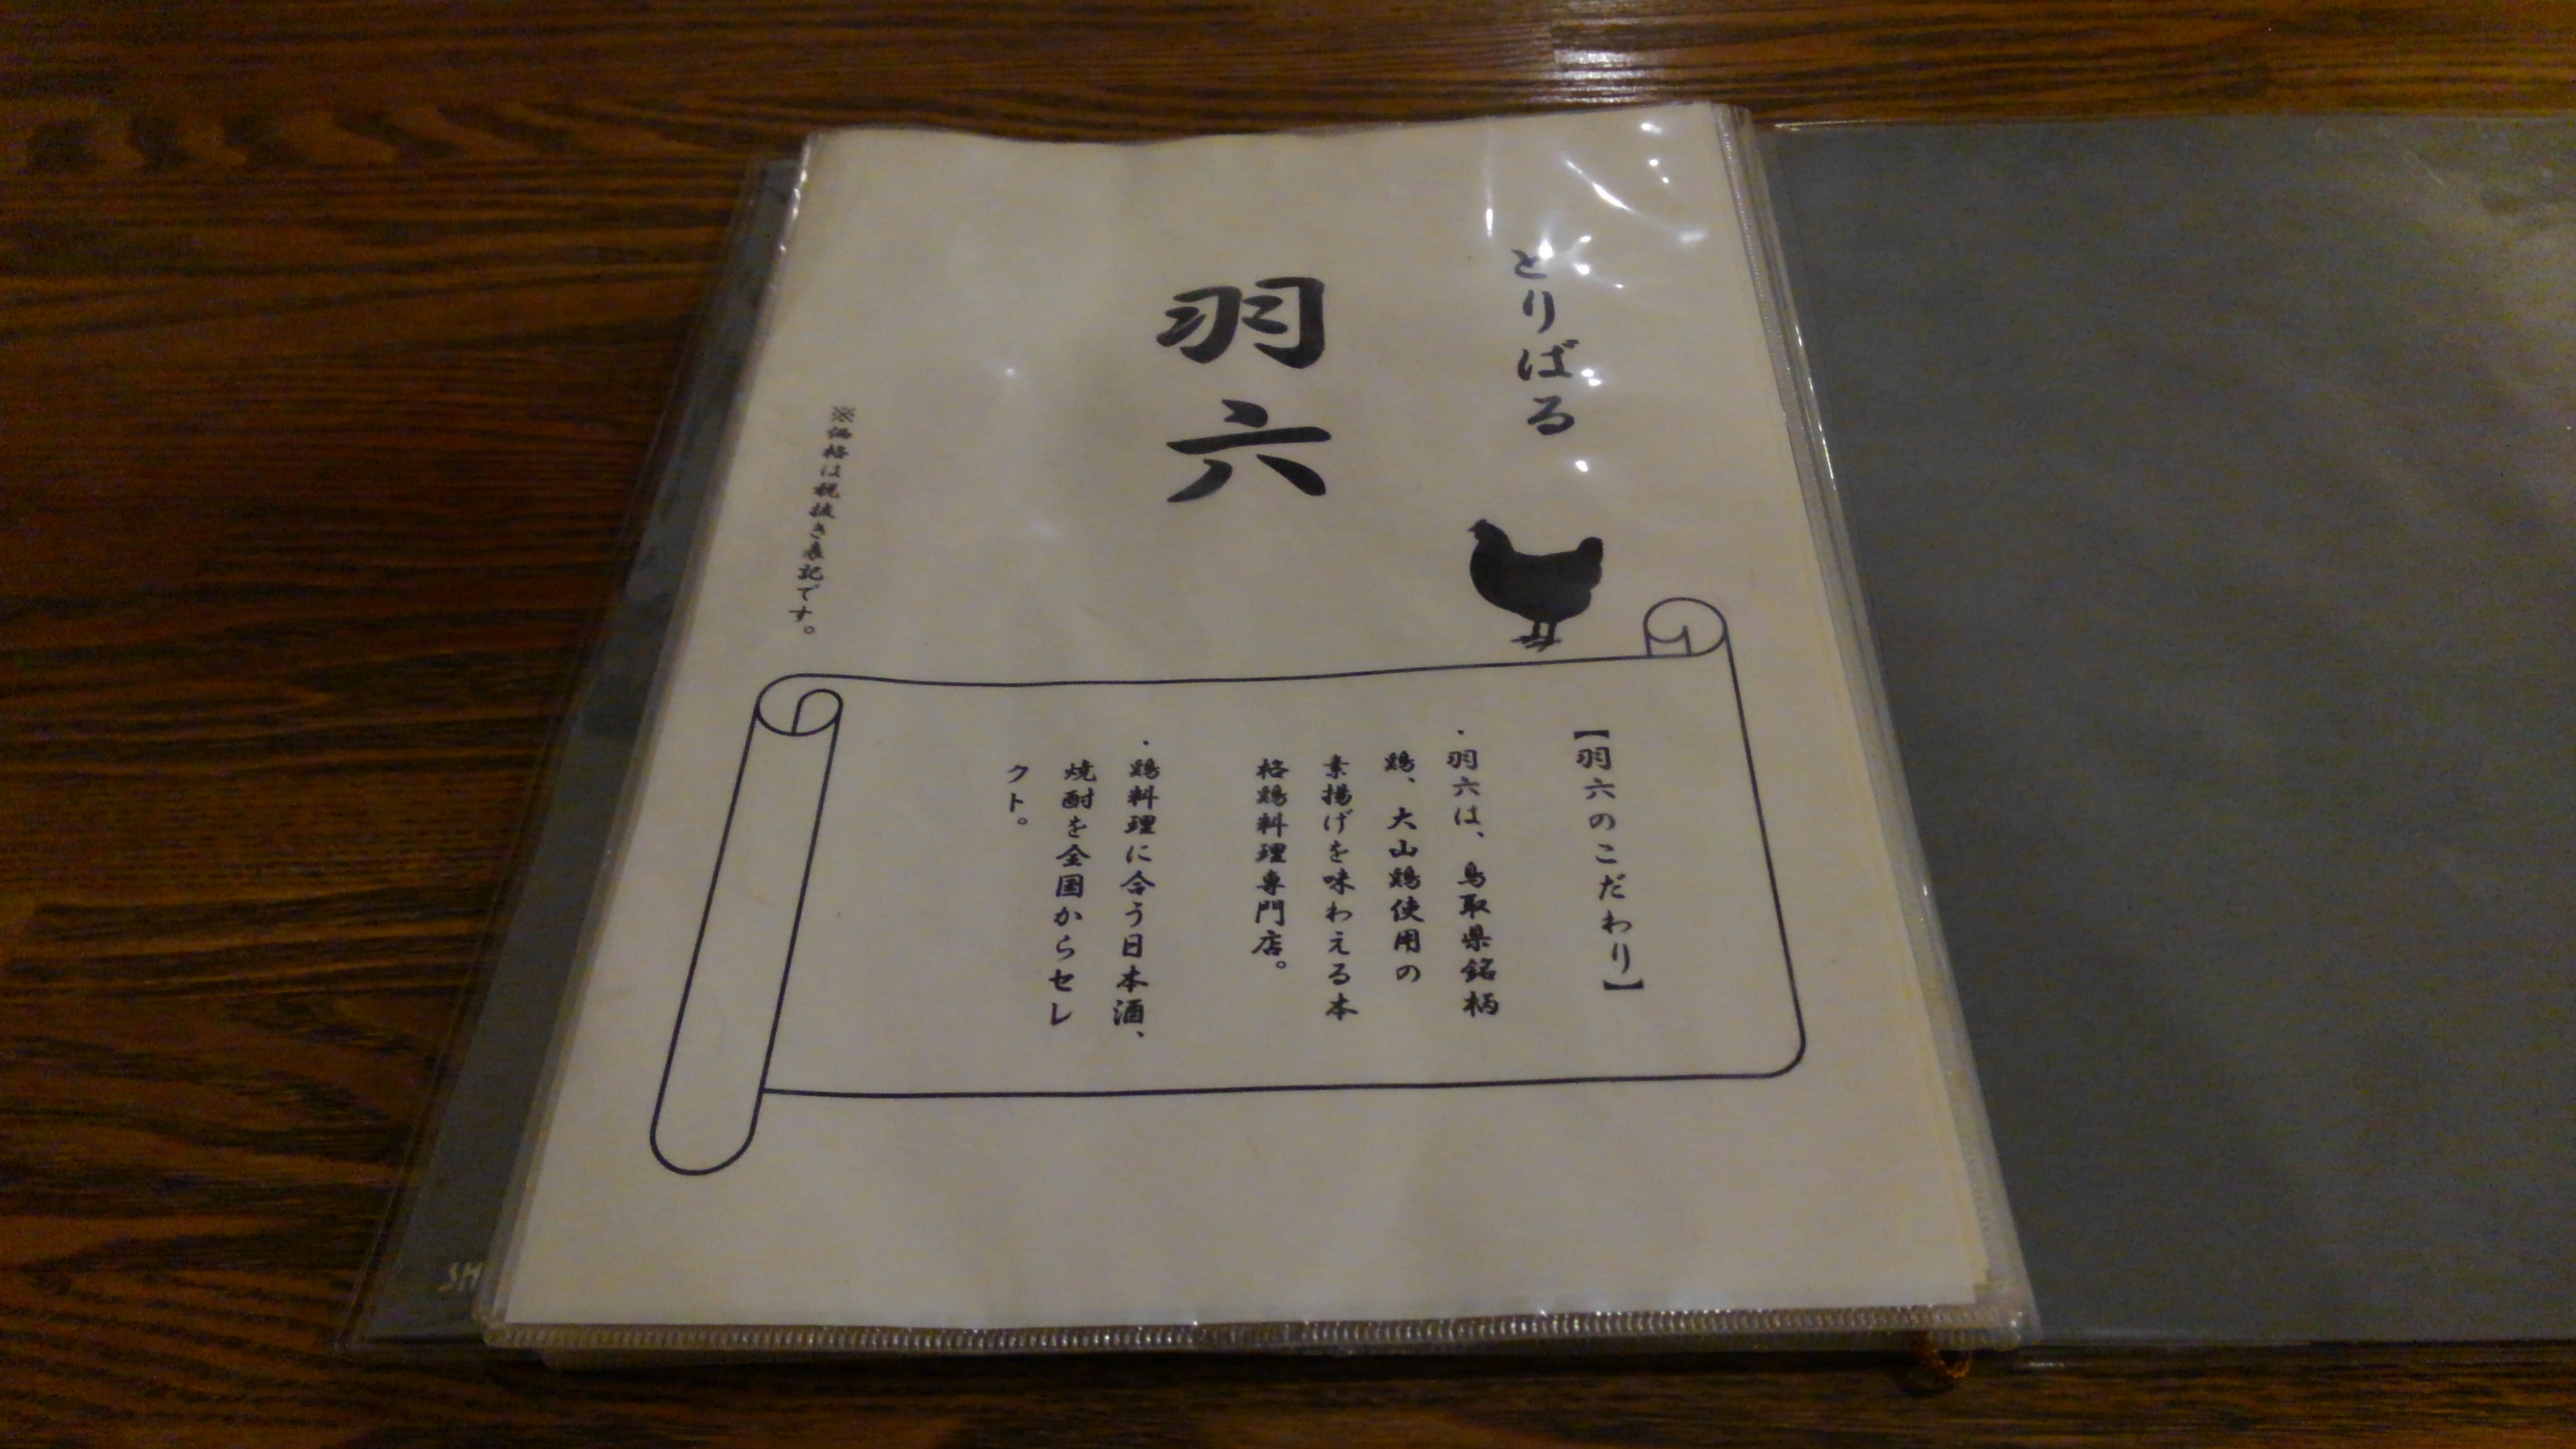 とりばる
羽六
※価格は税抜き表記です。
【羽六のこだわり】
・羽六は、鳥取県銘柄
鶏、大山鶏使用の
素揚げを味わえる本
格鶏料理専門店。
・鶏料理に合う日本酒、
焼酎を全国からセレ
クト。
SH